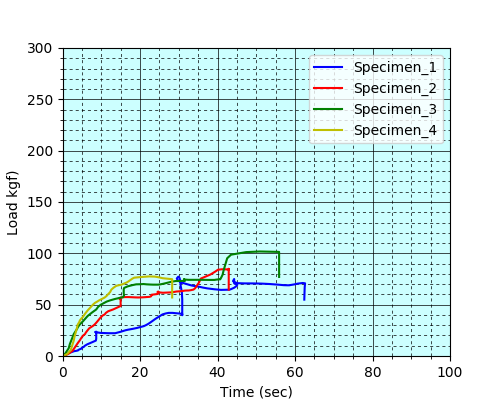 300
250
200
150
100
50
0
Load kgf)
Specimen_1
Specimen_2
Specimen_3
Specimen_4
0 20 40 60 80 100
Time (sec)